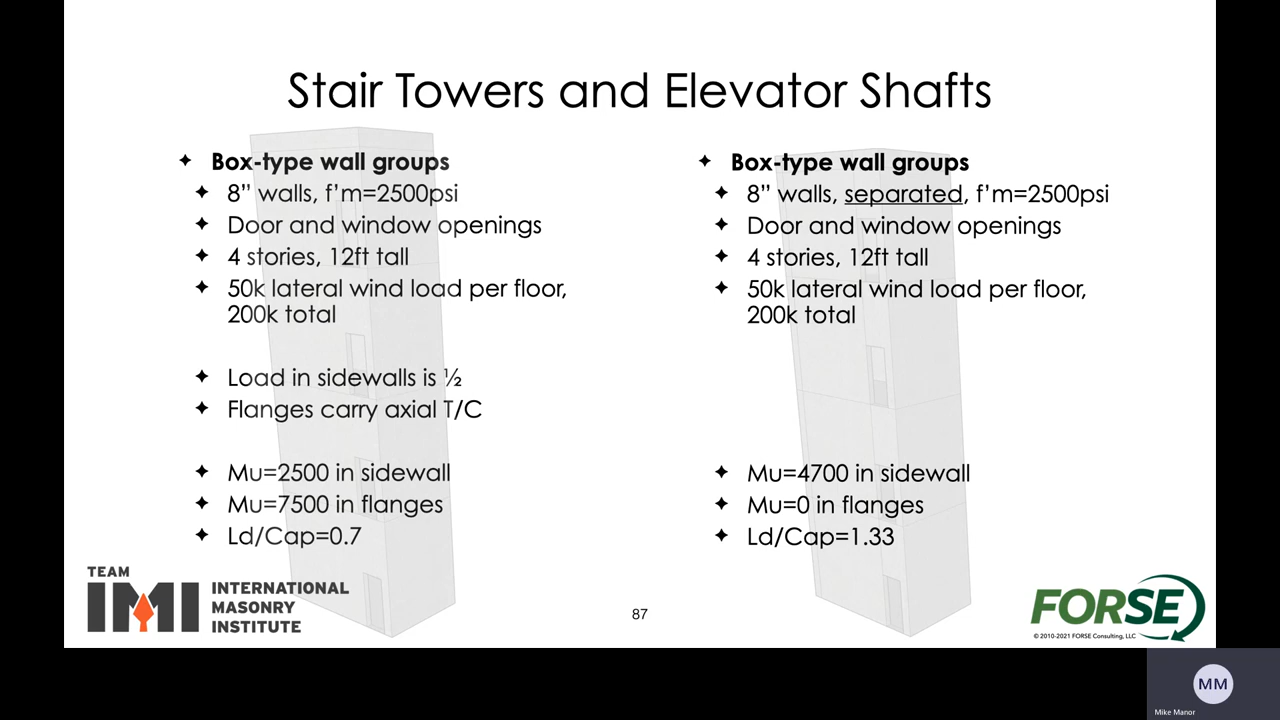 Stair Towers and Elevator Shafts
✦ Box-type wall groups
✦ 8” walls, f’m=2500psi
✦ Door and window openings
✦ 4 stories, 12ft tall
✦ 50k lateral wind load per floor,
200k total
✦ Load in sidewalls is ½
✦ Flanges carry axial T/C
✦ Mu=2500 in sidewall
✦ Mu=7500 in flanges
✦ Ld/Cap=0.7
✦ Box-type wall groups
✦ 8” walls, separated, f’m=2500psi
✦ Door and window openings
✦ 4 stories, 12ft tall
✦ 50k lateral wind load per floor,
200k total
✦ Mu=4700 in sidewall
✦ Mu=0 in flanges
✦ Ld/Cap=1.33
TEAM
IMI
INTERNATIONAL
MASONRY
INSTITUTE
87
FORSE
© 2010-2021 FORSE Consulting, LLC
MM
Mike Manor